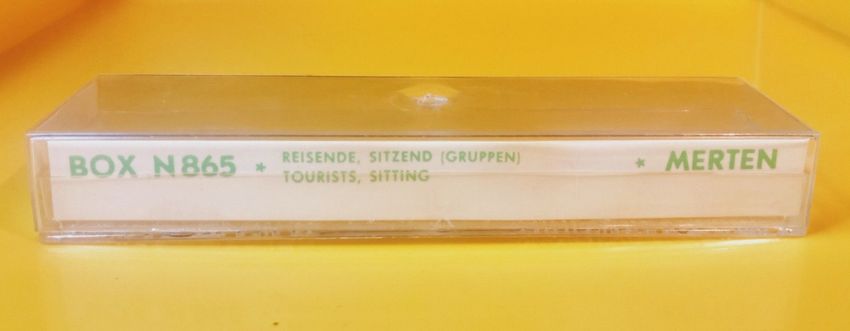 BOX N865 * REISENDE, SITZEND (GRUPPEN) * MERTEN
TOURISTS, SITTING